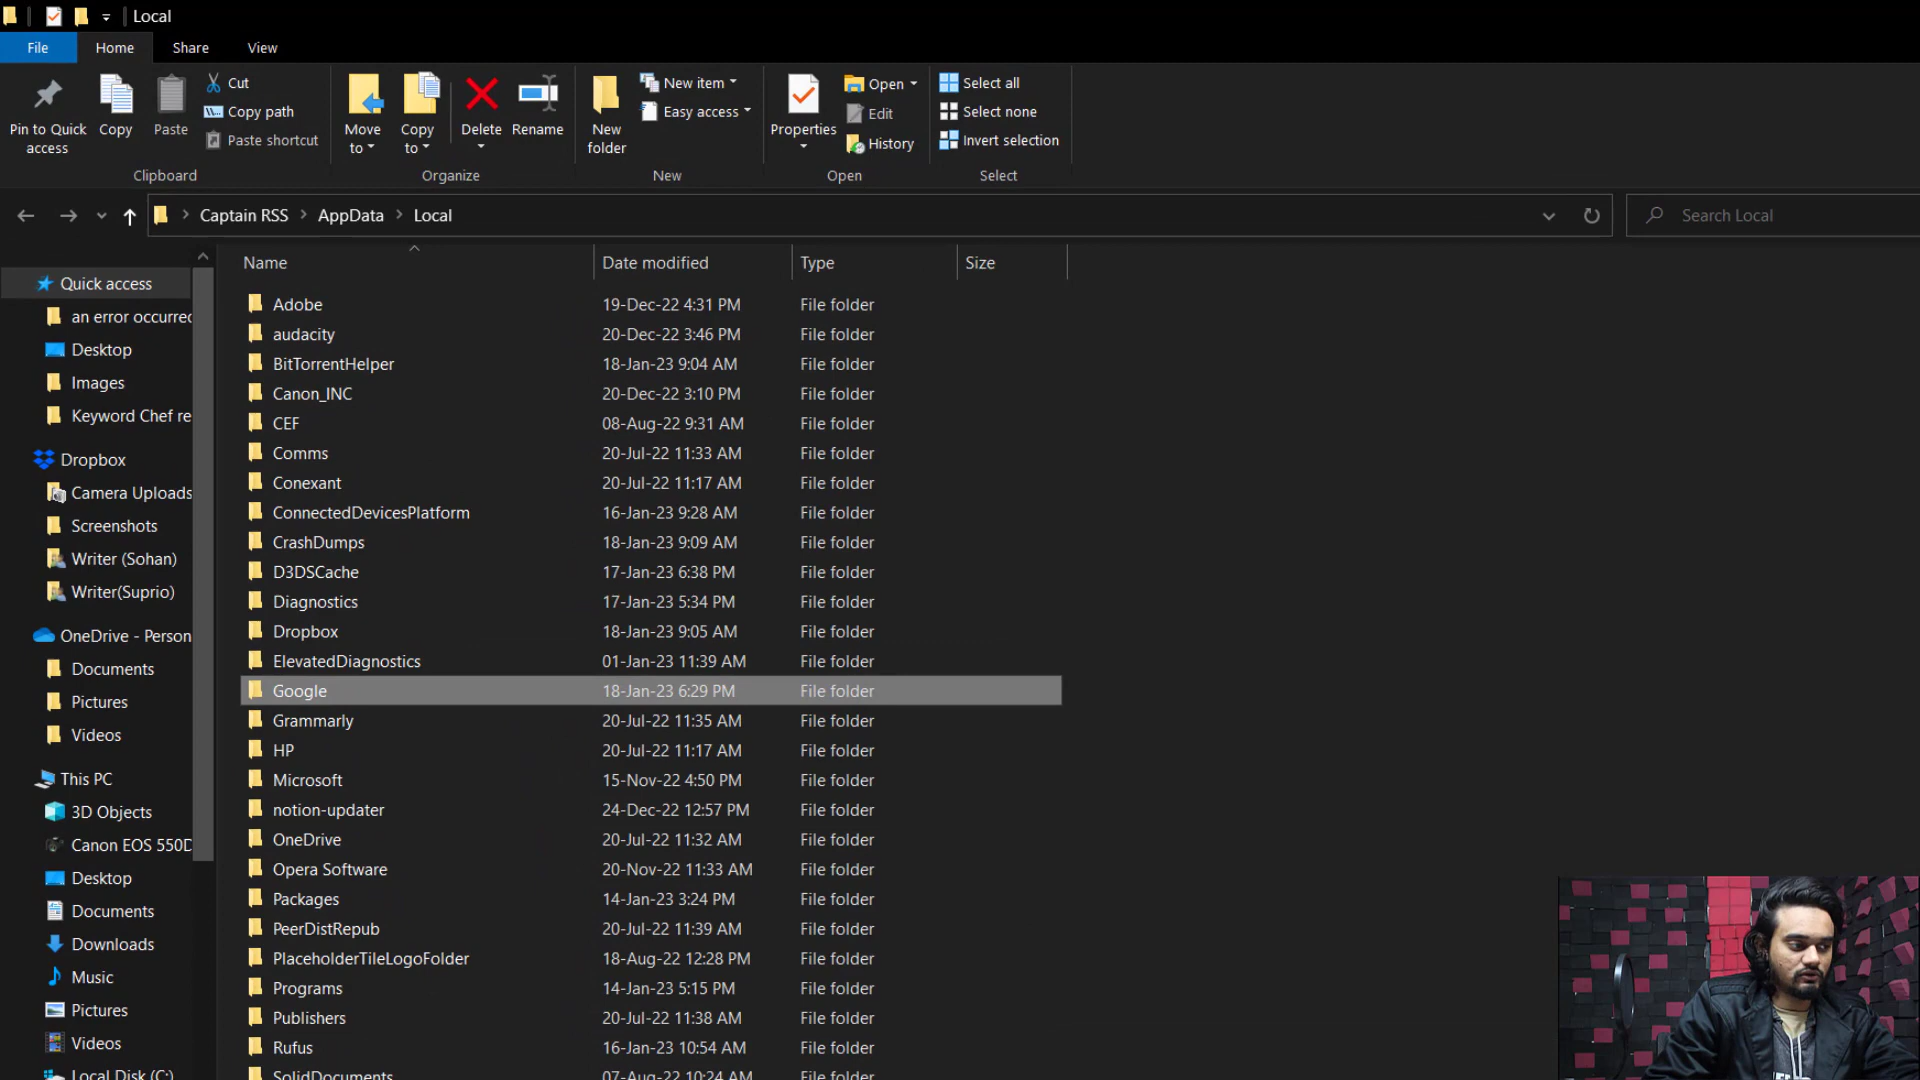 Local
File Home Share View
Pin to Quick access
Copy
Paste
Cut
Copy path
Paste shortcut
Clipboard
Move to
Copy to
Delete
Rename
Organize
New folder
New item
Easy access
New
Properties
Open
Edit
History
Open
Select all
Select none
Invert selection
Select
Captain RSS > AppData > Local
Search Local
Quick access
an error occurred
Desktop
Images
Keyword Chef re
Dropbox
Camera Uploads
Screenshots
Writer (Sohan)
Writer(Suprio)
OneDrive - Person
Documents
Pictures
Videos
This PC
3D Objects
Canon EOS 550D
Desktop
Documents
Downloads
Music
Pictures
Videos
Local Disk (C:)
Name Date modified Type Size
Adobe 19-Dec-22 4:31 PM File folder
audacity 20-Dec-22 3:46 PM File folder
BitTorrentHelper 18-Jan-23 9:04 AM File folder
Canon_INC 20-Dec-22 3:10 PM File folder
CEF 08-Aug-22 9:31 AM File folder
Comms 20-Jul-22 11:33 AM File folder
Conexant 20-Jul-22 11:17 AM File folder
ConnectedDevicesPlatform 16-Jan-23 9:28 AM File folder
CrashDumps 18-Jan-23 9:09 AM File folder
D3DSCache 17-Jan-23 6:38 PM File folder
Diagnostics 17-Jan-23 5:34 PM File folder
Dropbox 18-Jan-23 9:05 AM File folder
ElevatedDiagnostics 01-Jan-23 11:39 AM File folder
Google 18-Jan-23 6:29 PM File folder
Grammarly 20-Jul-22 11:35 AM File folder
HP 20-Jul-22 11:17 AM File folder
Microsoft 15-Nov-22 4:50 PM File folder
notion-updater 24-Dec-22 12:57 PM File folder
OneDrive 20-Jul-22 11:32 AM File folder
Opera Software 20-Nov-22 11:33 AM File folder
Packages 14-Jan-23 3:24 PM File folder
PeerDistRepub 20-Jul-22 11:39 AM File folder
PlaceholderTileLogoFolder 18-Aug-22 12:28 PM File folder
Programs 14-Jan-23 5:15 PM File folder
Publishers 20-Jul-22 11:38 AM File folder
Rufus 16-Jan-23 10:54 AM File folder
SolidDocuments 07-Aug-22 10:24 AM File folder